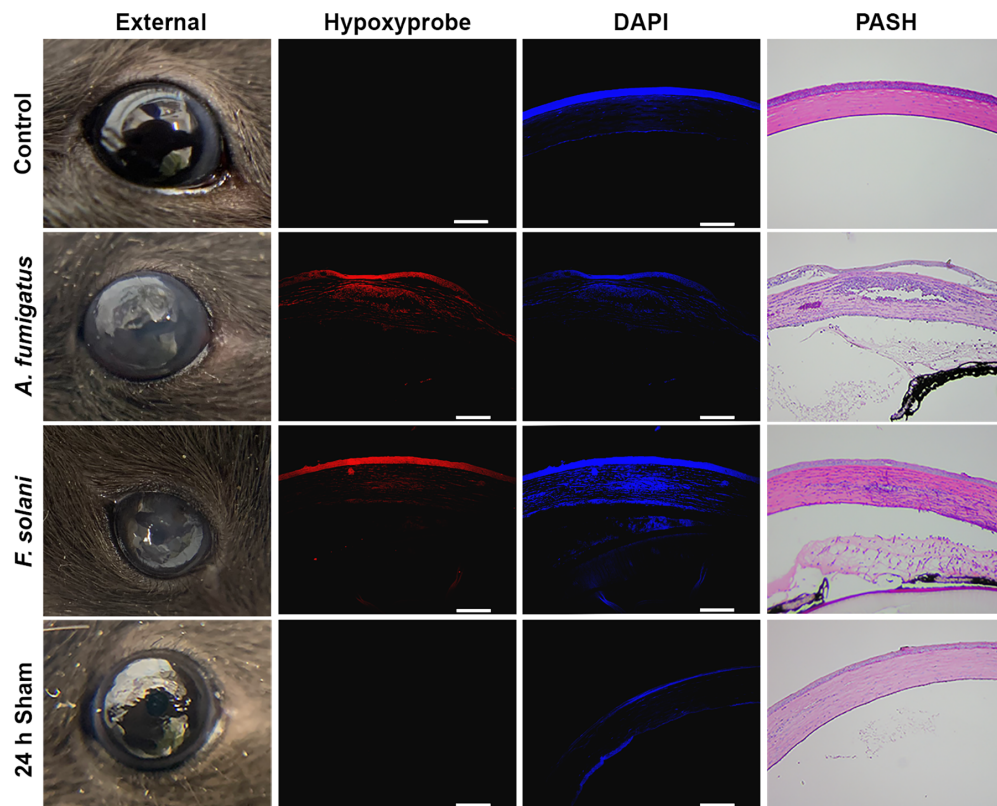 External Hypoxyprobe DAPI PASH
Control
A. fumigatus
F. solani
24 h Sham